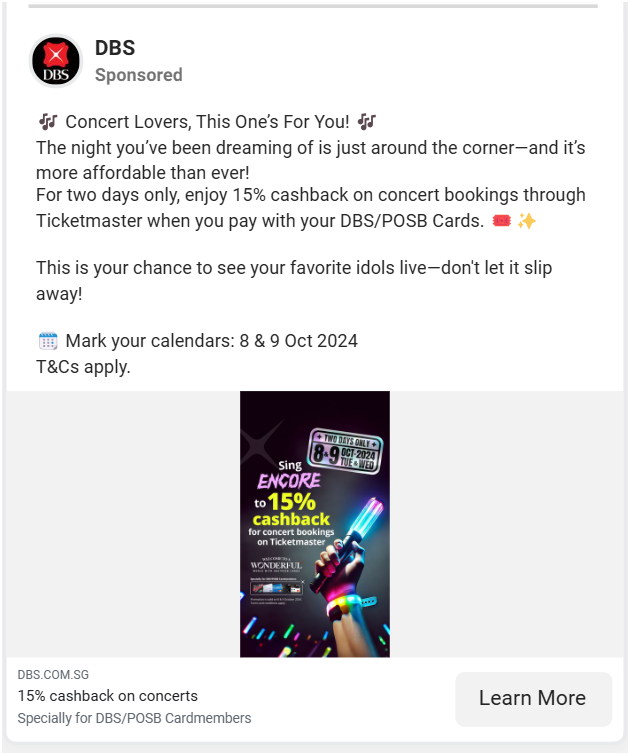 DBS
DBS
Sponsored
🎶 Concert Lovers, This One's For You! 🎶
The night you've been dreaming of is just around the corner—and it's
more affordable than ever!
For two days only, enjoy 15% cashback on concert bookings through
Ticketmaster when you pay with your DBS/POSB Cards. 🎟️ ✨
This is your chance to see your favorite idols live—don't let it slip
away!
🗓️ Mark your calendars: 8 & 9 Oct 2024
T&Cs apply.
TWO DAYS ONLY
8&9 OCT·2024
TUE & WED
Sing
ENCORE
to 15%
cashback
for concert bookings
on Ticketmaster
WONDERFUL
DBS.COM.SG
15% cashback on concerts
Specially for DBS/POSB Cardmembers
Learn More